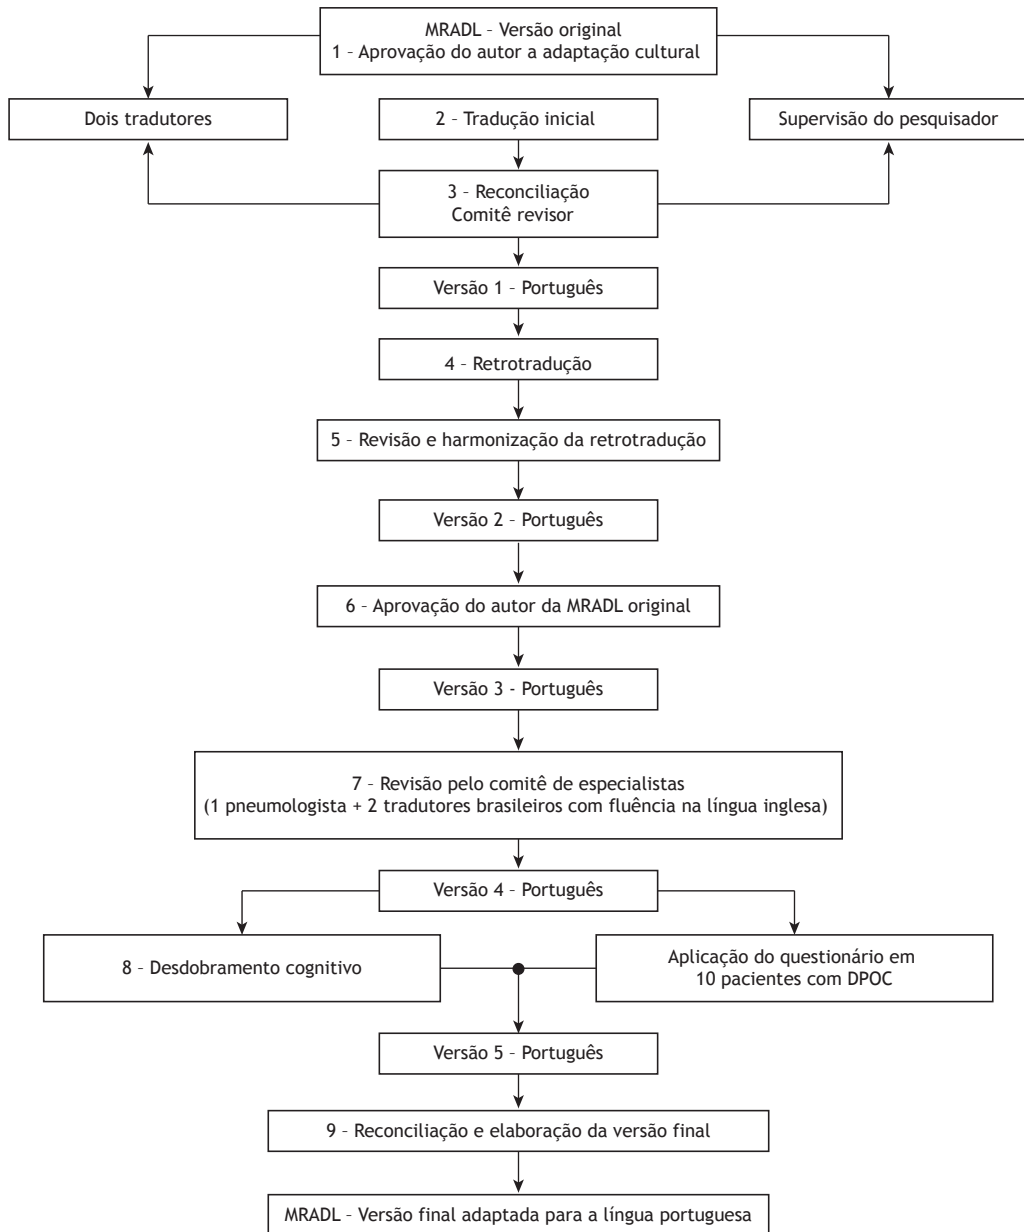 MRADL – Versão original
1 – Aprovação do autor a adaptação cultural
Dois tradutores
2 – Tradução inicial
Supervisão do pesquisador
3 – Reconciliação
Comitê revisor
Versão 1 – Português
4 – Retrotradução
5 – Revisão e harmonização da retrotradução
Versão 2 – Português
6 – Aprovação do autor da MRADL original
Versão 3 - Português
7 – Revisão pelo comitê de especialistas
(1 pneumologista + 2 tradutores brasileiros com fluência na língua inglesa)
Versão 4 – Português
8 – Desdobramento cognitivo
Aplicação do questionário em
10 pacientes com DPOC
Versão 5 – Português
9 – Reconciliação e elaboração da versão final
MRADL – Versão final adaptada para a língua portuguesa